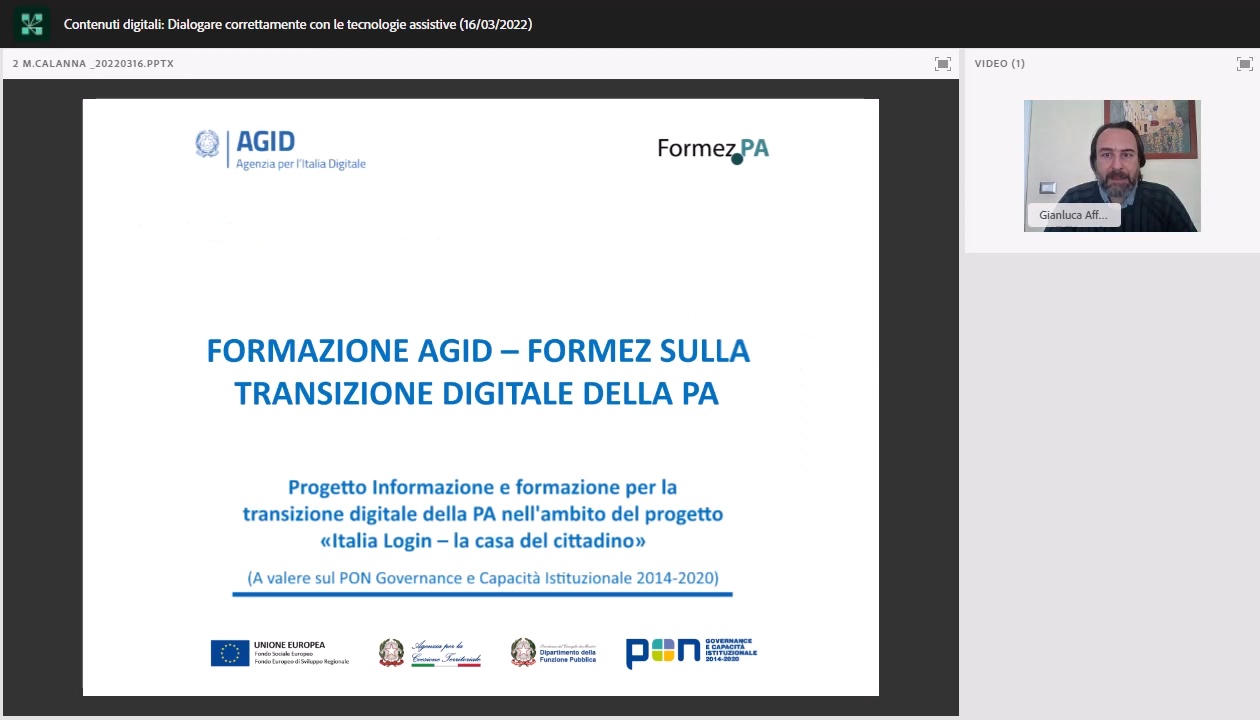 Contenuti digitali: Dialogare correttamente con le tecnologie assistive (16/03/2022)
2 M.CALANNA _20220316.PPTX
VIDEO (1)
AGID
Agenzia per l'Italia Digitale
Formez PA
Gianluca Aff...
FORMAZIONE AGID – FORMEZ SULLA
TRANSIZIONE DIGITALE DELLA PA
Progetto Informazione e formazione per la
transizione digitale della PA nell'ambito del progetto
«Italia Login – la casa del cittadino»
(A valere sul PON Governance e Capacità Istituzionale 2014-2020)
UNIONE EUROPEA
Fondo Sociale Europeo
Fondo Europeo di Sviluppo Regionale
Agenzia per la
Coesione Territoriale
Dipartimento della
Funzione Pubblica
pon
GOVERNANCE
E CAPACITÀ
ISTITUZIONALE
2014-2020